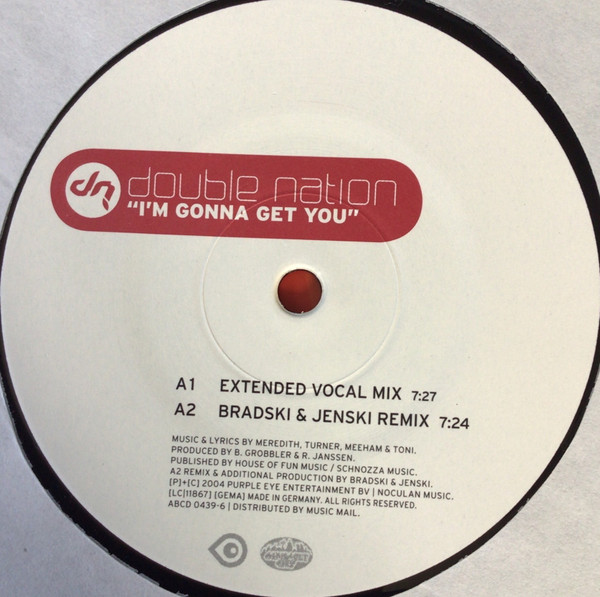 dn double nation
"I'M GONNA GET YOU"
A1 EXTENDED VOCAL MIX 7:27
A2 BRADSKI & JENSKI REMIX 7:24
MUSIC & LYRICS BY MEREDITH, TURNER, MEEHAM & TONI.
PRODUCED BY B. GROBBLER & R. JANSSEN.
PUBLISHED BY HOUSE OF FUN MUSIC / SCHNOZZA MUSIC.
A2 REMIX & ADDITIONAL PRODUCTION BY BRADSKI & JENSKI.
[P]+[C] 2004 PURPLE EYE ENTERTAINMENT BV | NOCULAN MUSIC.
[LC|11867] [GEMA] MADE IN GERMANY. ALL RIGHTS RESERVED.
ABCD 0439-6 | DISTRIBUTED BY MUSIC MAIL.